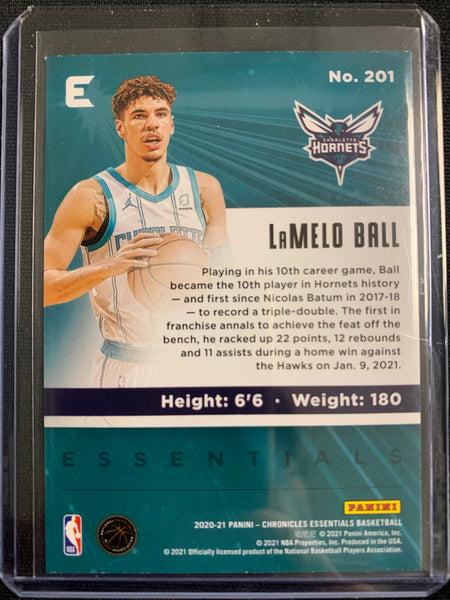 E
No. 201
CHARLOTTE
HORNETS
LAMELO BALL
Playing in his 10th career game, Ball
became the 10th player in Hornets history
— and first since Nicolas Batum in 2017-18
— to record a triple-double. The first in
franchise annals to achieve the feat off the
bench, he racked up 22 points, 12 rebounds
and 11 assists during a home win against
the Hawks on Jan. 9, 2021.
Height: 6'6 · Weight: 180
ESSENTIALS
PANINI
2020-21 PANINI – CHRONICLES ESSENTIALS BASKETBALL
© 2021 Panini America, Inc.
© 2021 NBA Properties, Inc. Produced in the USA.
© 2021 Officially licensed product of the National Basketball Players Association.
NBA